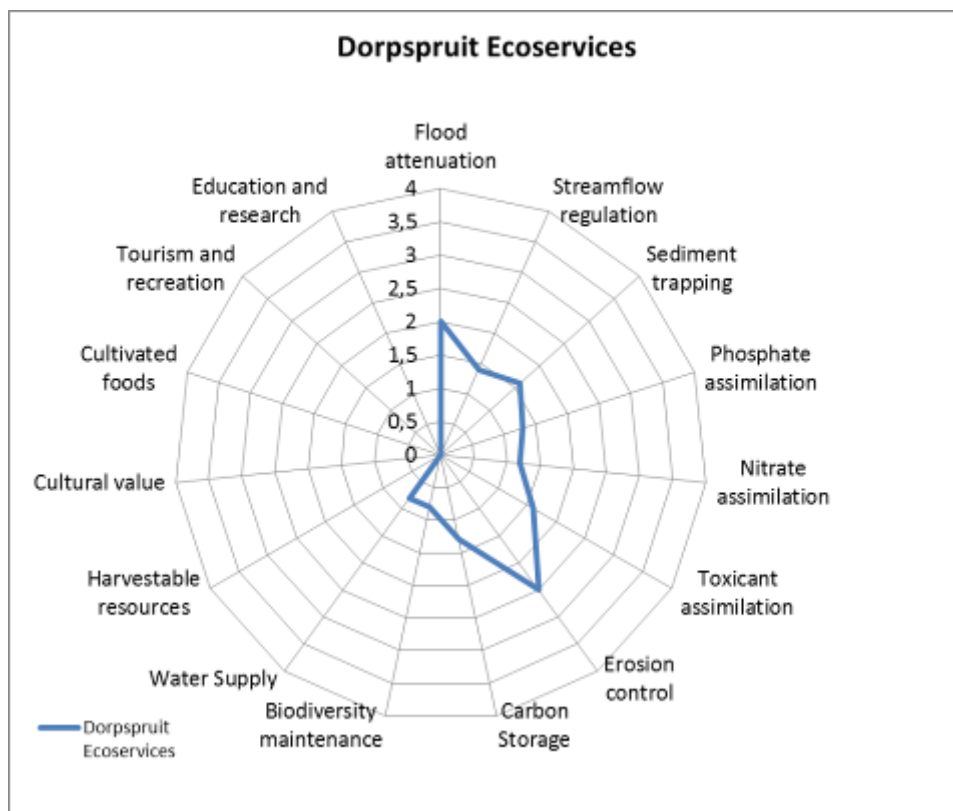 Dorpspruit Ecoservices
Flood
attenuation
Streamflow
regulation
Sediment
trapping
Phosphate
assimilation
Nitrate
assimilation
Toxicant
assimilation
Erosion
control
Carbon
Storage
Biodiversity
maintenance
Water Supply
Harvestable
resources
Cultural value
Cultivated
foods
Tourism and
recreation
Education and
research
4
3,5
3
2,5
2
1,5
1
0,5
0
Dorpspruit
Ecoservices